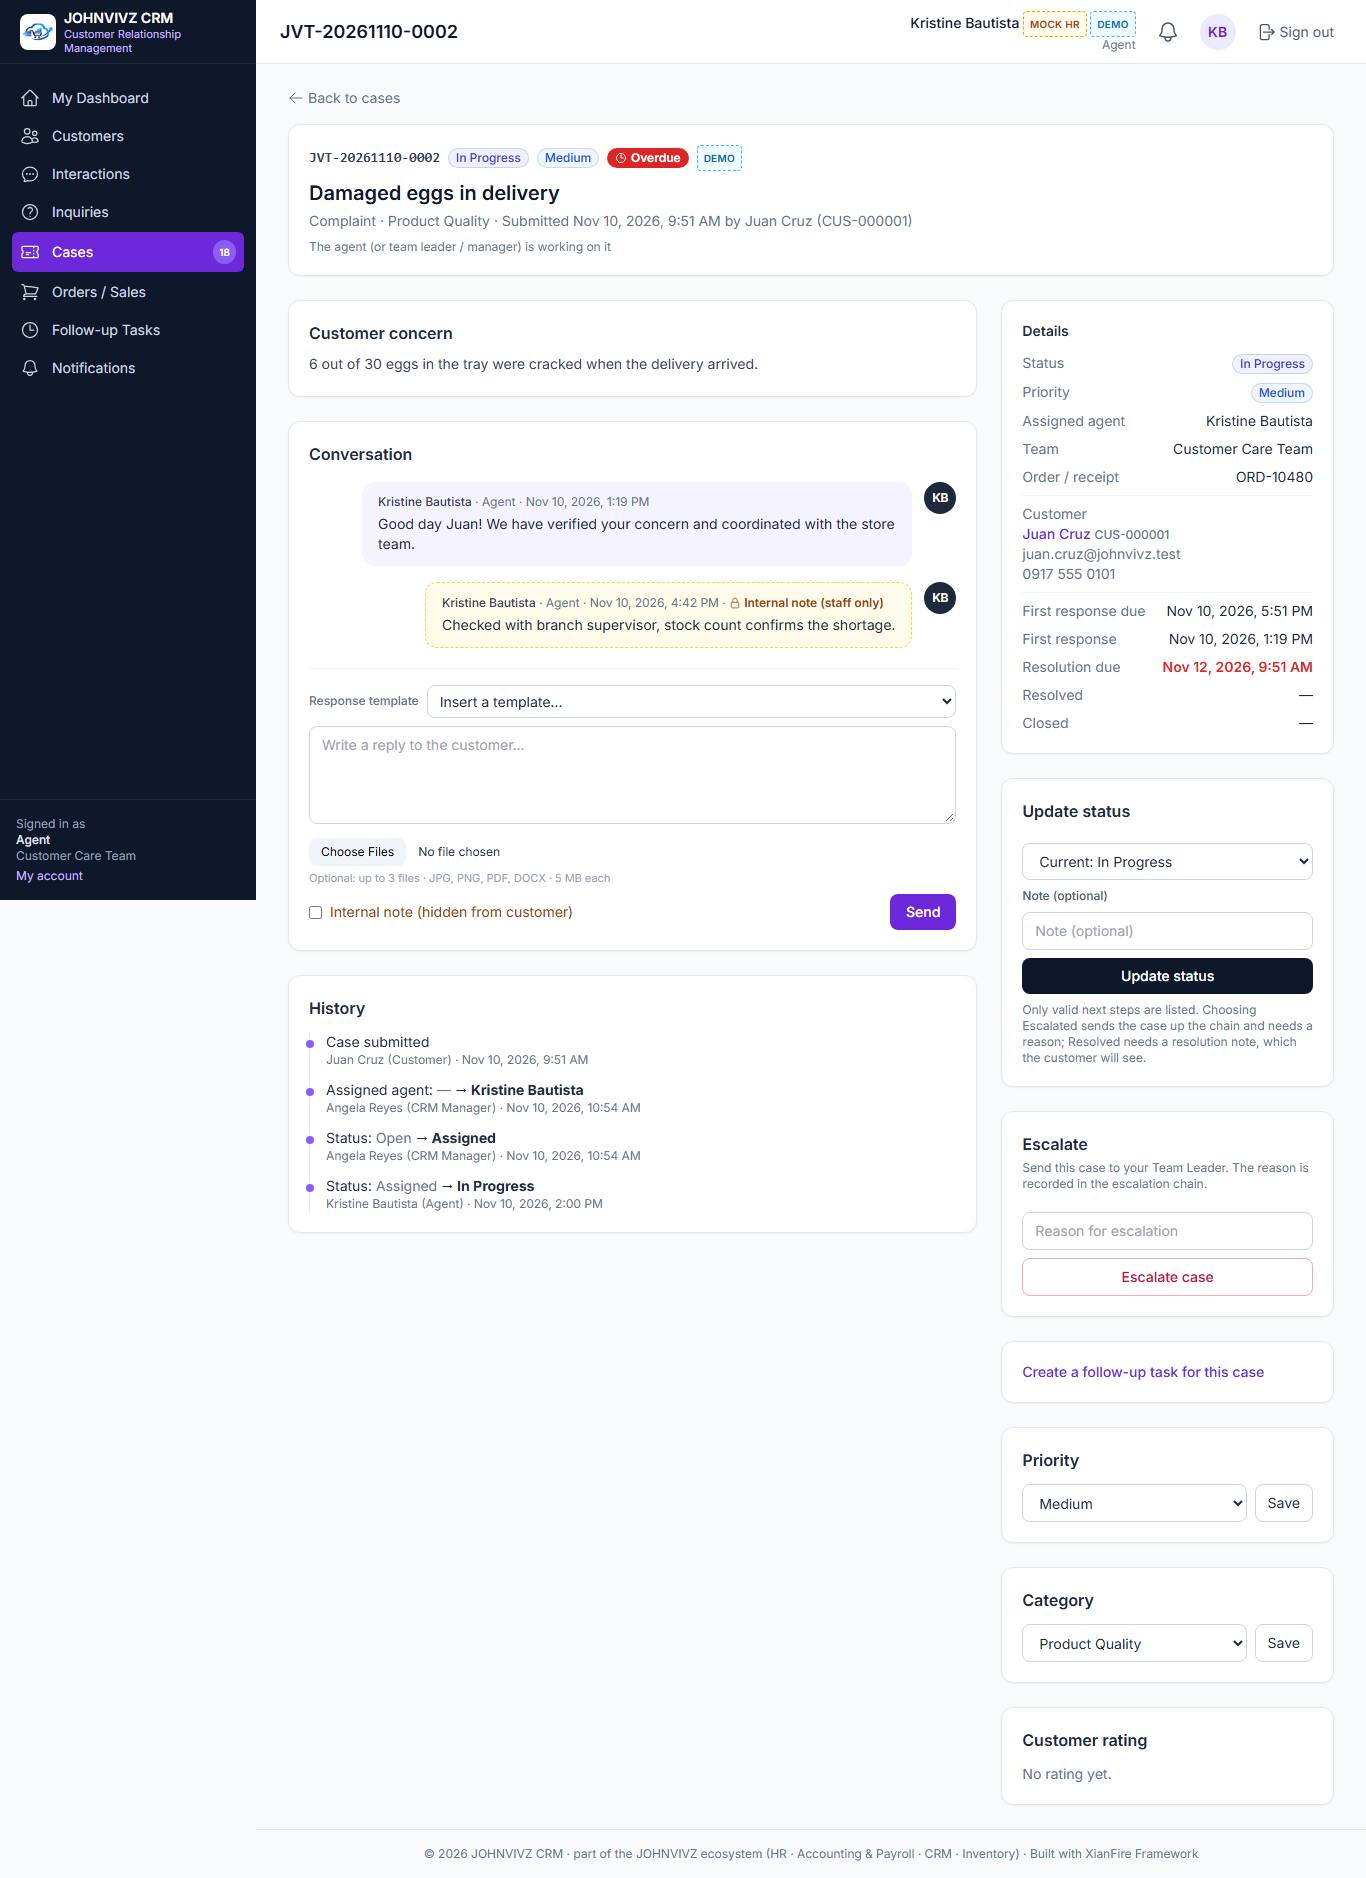 JOHNVIVZ CRM
Customer Relationship
Management
My Dashboard
Customers
Interactions
Inquiries
Cases 18
Orders / Sales
Follow-up Tasks
Notifications
Signed in as
Agent
Customer Care Team
My account
JVT-20261110-0002
Kristine Bautista MOCK HR DEMO
Agent
KB
Sign out
← Back to cases
JVT-20261110-0002 In Progress Medium Overdue DEMO
Damaged eggs in delivery
Complaint · Product Quality · Submitted Nov 10, 2026, 9:51 AM by Juan Cruz (CUS-000001)
The agent (or team leader / manager) is working on it
Customer concern
6 out of 30 eggs in the tray were cracked when the delivery arrived.
Conversation
Kristine Bautista · Agent · Nov 10, 2026, 1:19 PM
Good day Juan! We have verified your concern and coordinated with the store
team.
KB
Kristine Bautista · Agent · Nov 10, 2026, 4:42 PM · Internal note (staff only)
Checked with branch supervisor, stock count confirms the shortage.
KB
Response template Insert a template...
Write a reply to the customer...
Choose Files No file chosen
Optional: up to 3 files · JPG, PNG, PDF, DOCX · 5 MB each
Internal note (hidden from customer)
Send
History
Case submitted
Juan Cruz (Customer) · Nov 10, 2026, 9:51 AM
Assigned agent: — → Kristine Bautista
Angela Reyes (CRM Manager) · Nov 10, 2026, 10:54 AM
Status: Open → Assigned
Angela Reyes (CRM Manager) · Nov 10, 2026, 10:54 AM
Status: Assigned → In Progress
Kristine Bautista (Agent) · Nov 10, 2026, 2:00 PM
Details
Status In Progress
Priority Medium
Assigned agent Kristine Bautista
Team Customer Care Team
Order / receipt ORD-10480
Customer
Juan Cruz CUS-000001
juan.cruz@johnvivz.test
0917 555 0101
First response due Nov 10, 2026, 5:51 PM
First response Nov 10, 2026, 1:19 PM
Resolution due Nov 12, 2026, 9:51 AM
Resolved —
Closed —
Update status
Current: In Progress
Note (optional)
Note (optional)
Update status
Only valid next steps are listed. Choosing
Escalated sends the case up the chain and needs a
reason; Resolved needs a resolution note, which
the customer will see.
Escalate
Send this case to your Team Leader. The reason is
recorded in the escalation chain.
Reason for escalation
Escalate case
Create a follow-up task for this case
Priority
Medium Save
Category
Product Quality Save
Customer rating
No rating yet.
© 2026 JOHNVIVZ CRM · part of the JOHNVIVZ ecosystem (HR · Accounting & Payroll · CRM · Inventory) · Built with XianFire Framework